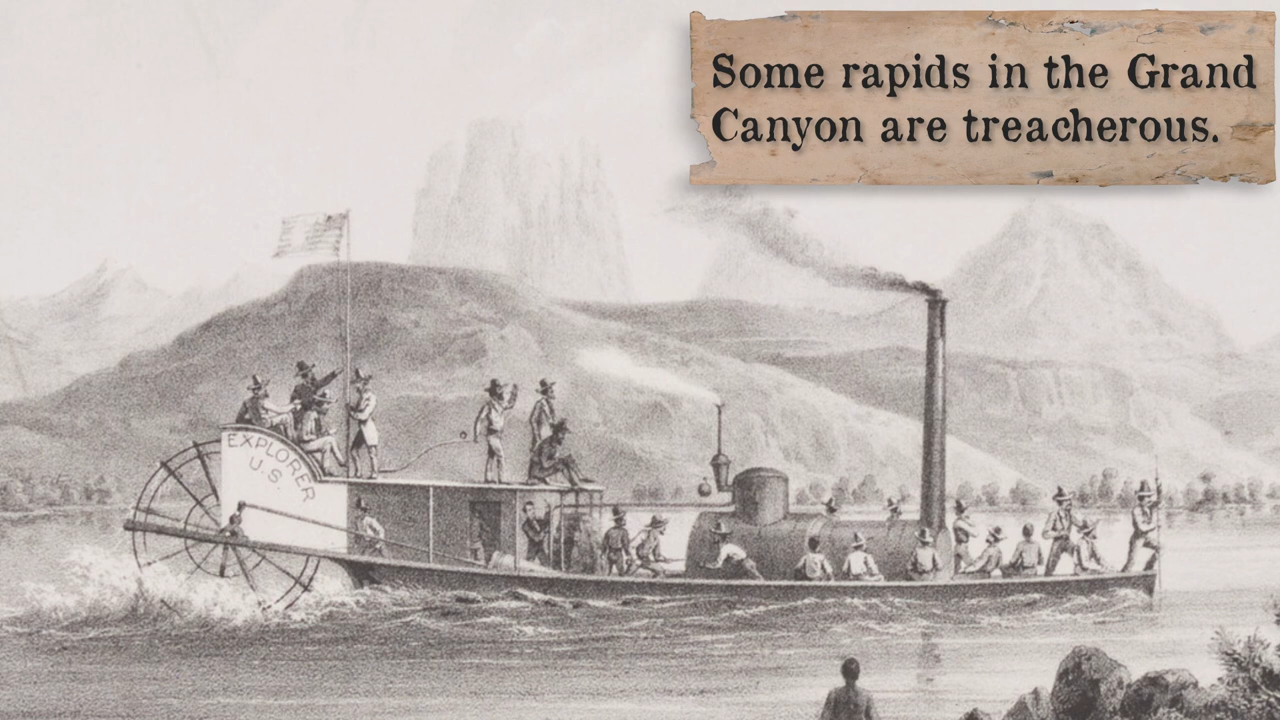 Some rapids in the Grand
Canyon are treacherous.
EXPLORER
U.S.